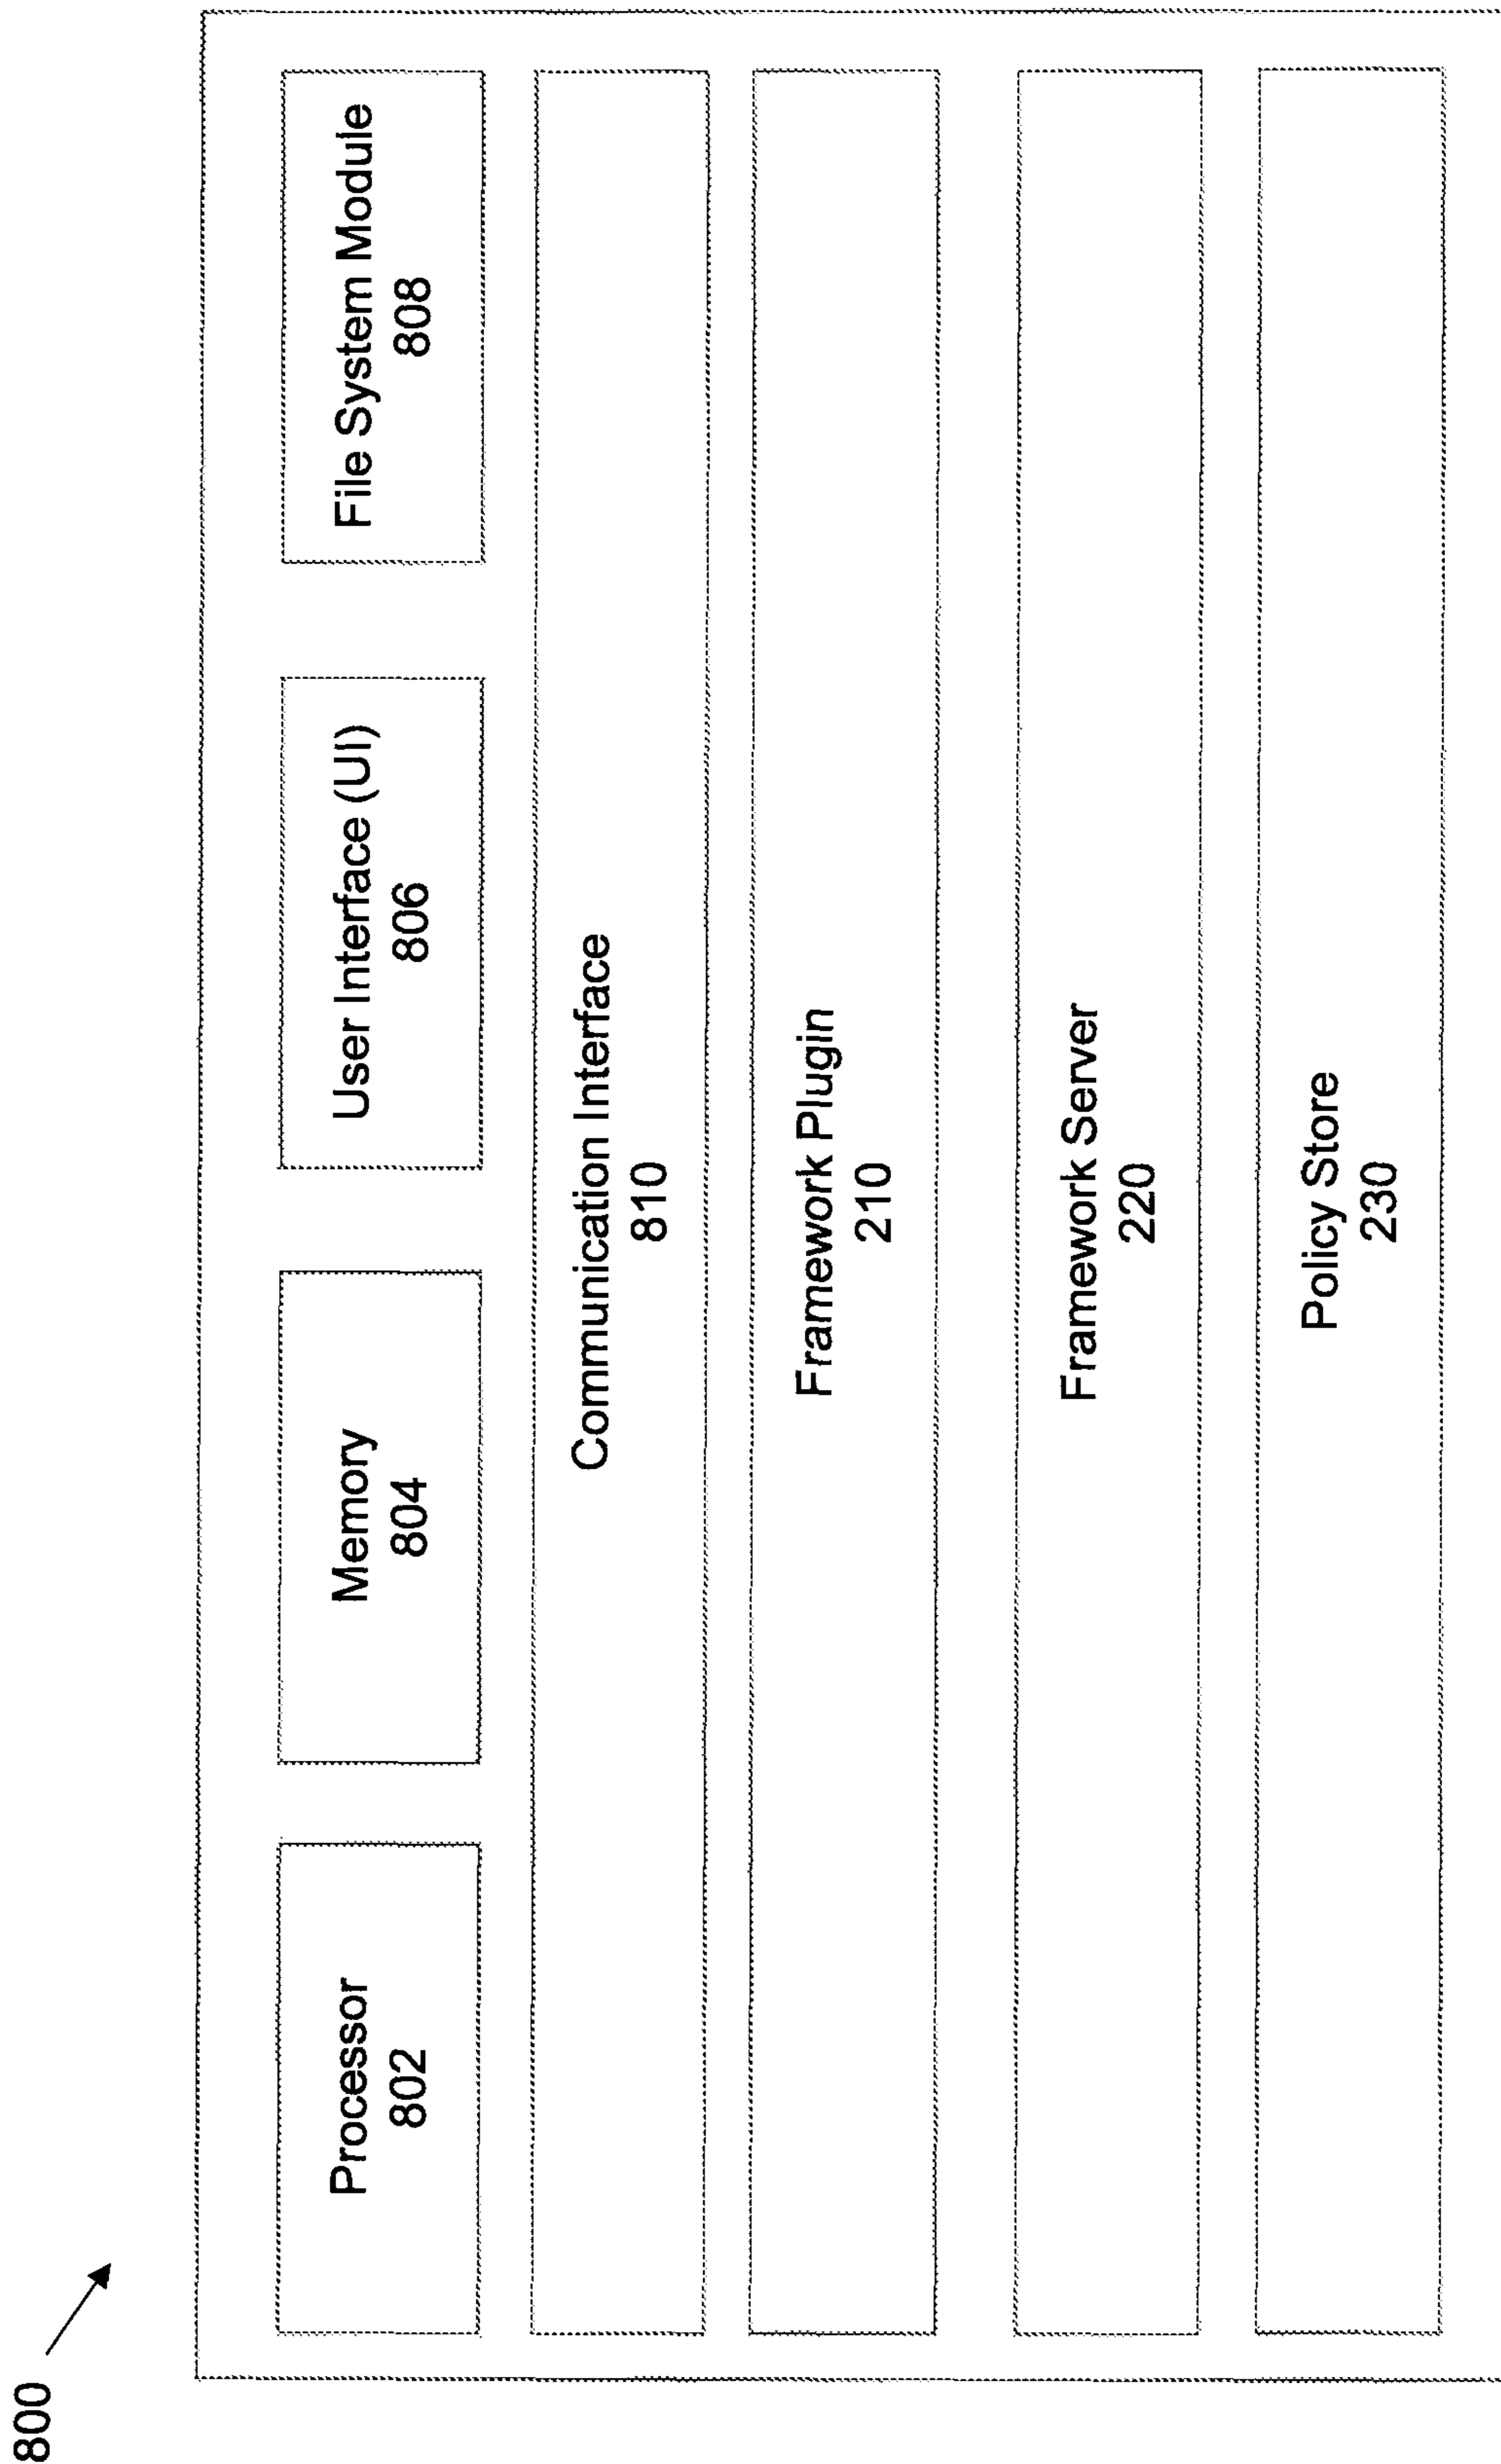 800
Processor
802
Memory
804
User Interface (UI)
806
File System Module
808
Communication Interface
810
Framework Plugin
210
Framework Server
220
Policy Store
230